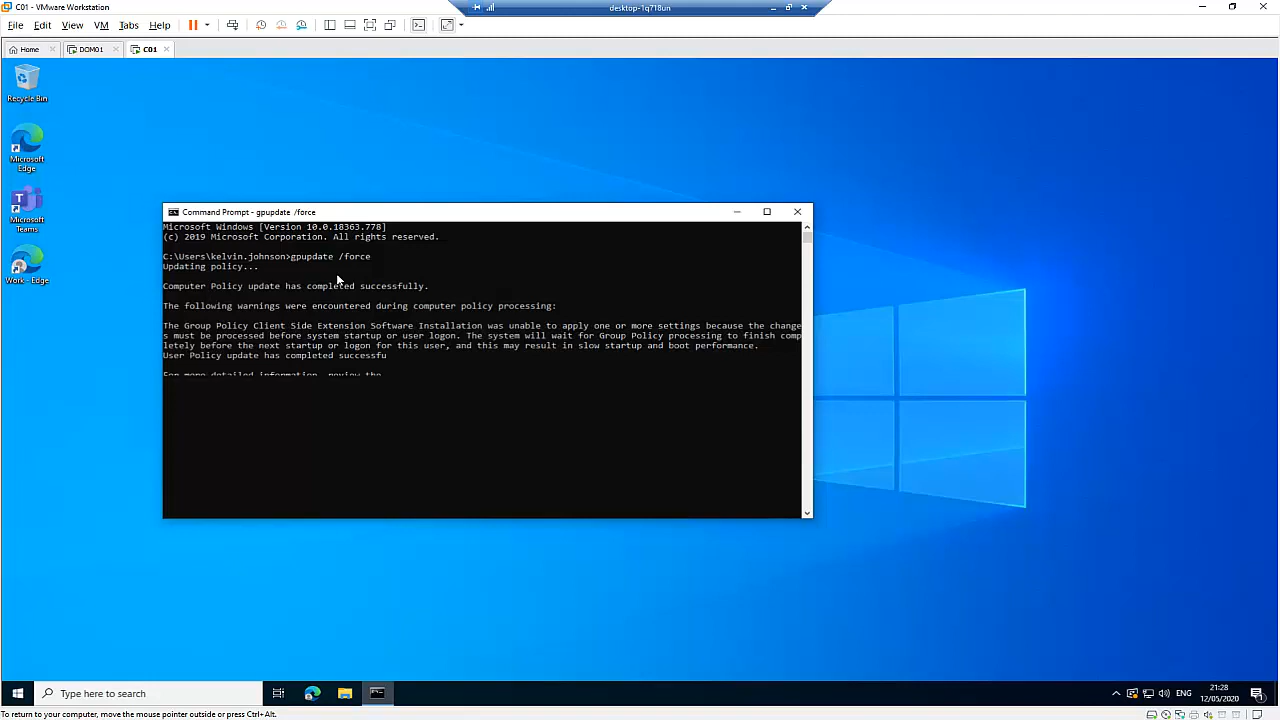 C01 - VMware Workstation
desktop-1q718un
File Edit View VM Tabs Help
Home DOM01 C01
Recycle Bin
Microsoft
Edge
Microsoft
Teams
Work - Edge
Command Prompt - gpupdate /force
Microsoft Windows [Version 10.0.18363.778]
(c) 2019 Microsoft Corporation. All rights reserved.
C:\Users\kelvin.johnson>gpupdate /force
Updating policy...
Computer Policy update has completed successfully.
The following warnings were encountered during computer policy processing:
The Group Policy Client Side Extension Software Installation was unable to apply one or more settings because the change
s must be processed before system startup or user logon. The system will wait for Group Policy processing to finish comp
letely before the next startup or logon for this user, and this may result in slow startup and boot performance.
User Policy update has completed successfu
For more detailed information, review the
Type here to search
ENG
21:28
12/05/2020
To return to your computer, move the mouse pointer outside or press Ctrl+Alt.